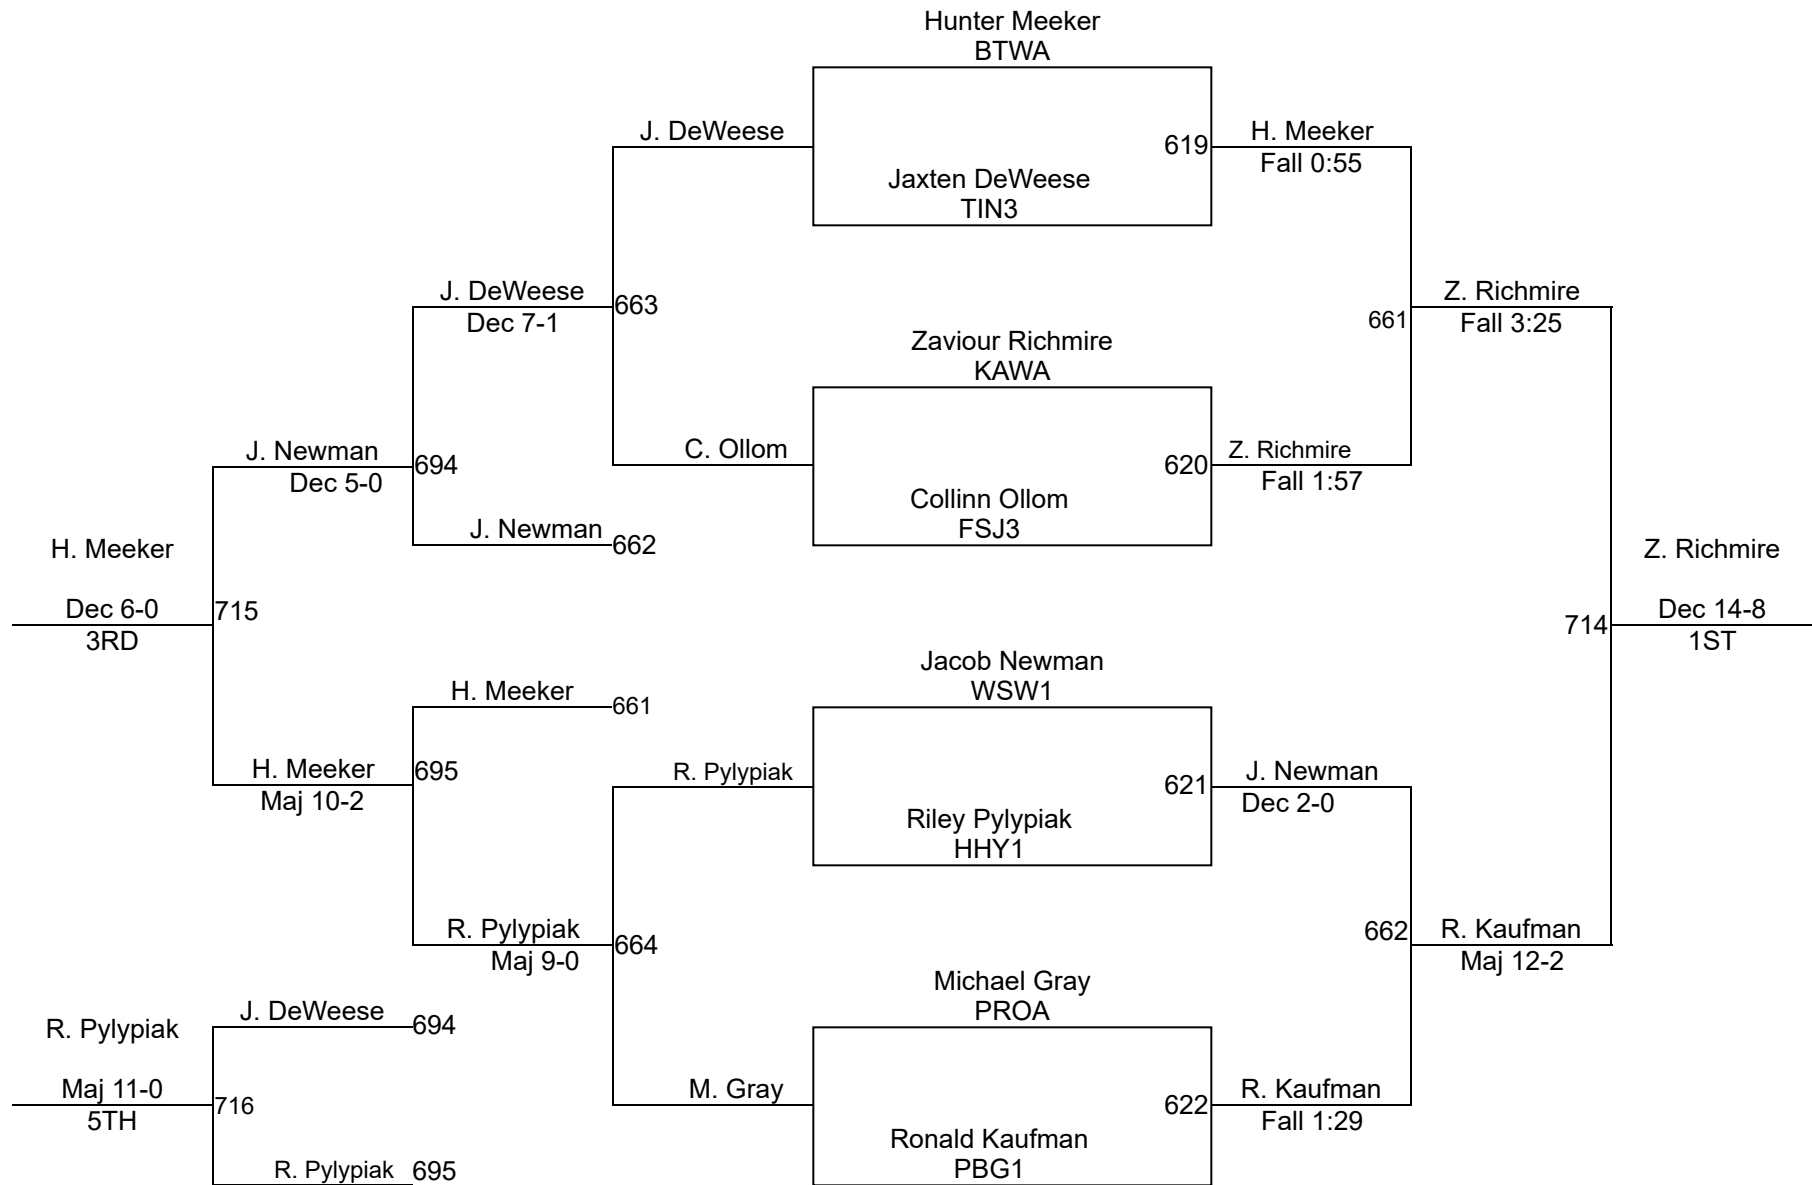 Hunter Meeker
BTWA
J. DeWeese
619
H. Meeker
Fall 0:55
Jaxten DeWeese
TIN3
J. DeWeese
Dec 7-1
663
Z. Richmire
Fall 3:25
661
Zaviour Richmire
KAWA
J. Newman
Dec 5-0
694
C. Ollom
620
Z. Richmire
Fall 1:57
Collinn Ollom
FSJ3
J. Newman
662
H. Meeker
Dec 6-0
3RD
715
Z. Richmire
714
Dec 14-8
1ST
Jacob Newman
WSW1
H. Meeker
661
H. Meeker
Maj 10-2
695
R. Pylypiak
621
J. Newman
Dec 2-0
Riley Pylypiak
HHY1
R. Pylypiak
Maj 9-0
664
662
R. Kaufman
Maj 12-2
Michael Gray
PROA
J. DeWeese
694
R. Pylypiak
Maj 11-0
5TH
716
M. Gray
622
R. Kaufman
Fall 1:29
Ronald Kaufman
PBG1
R. Pylypiak
695